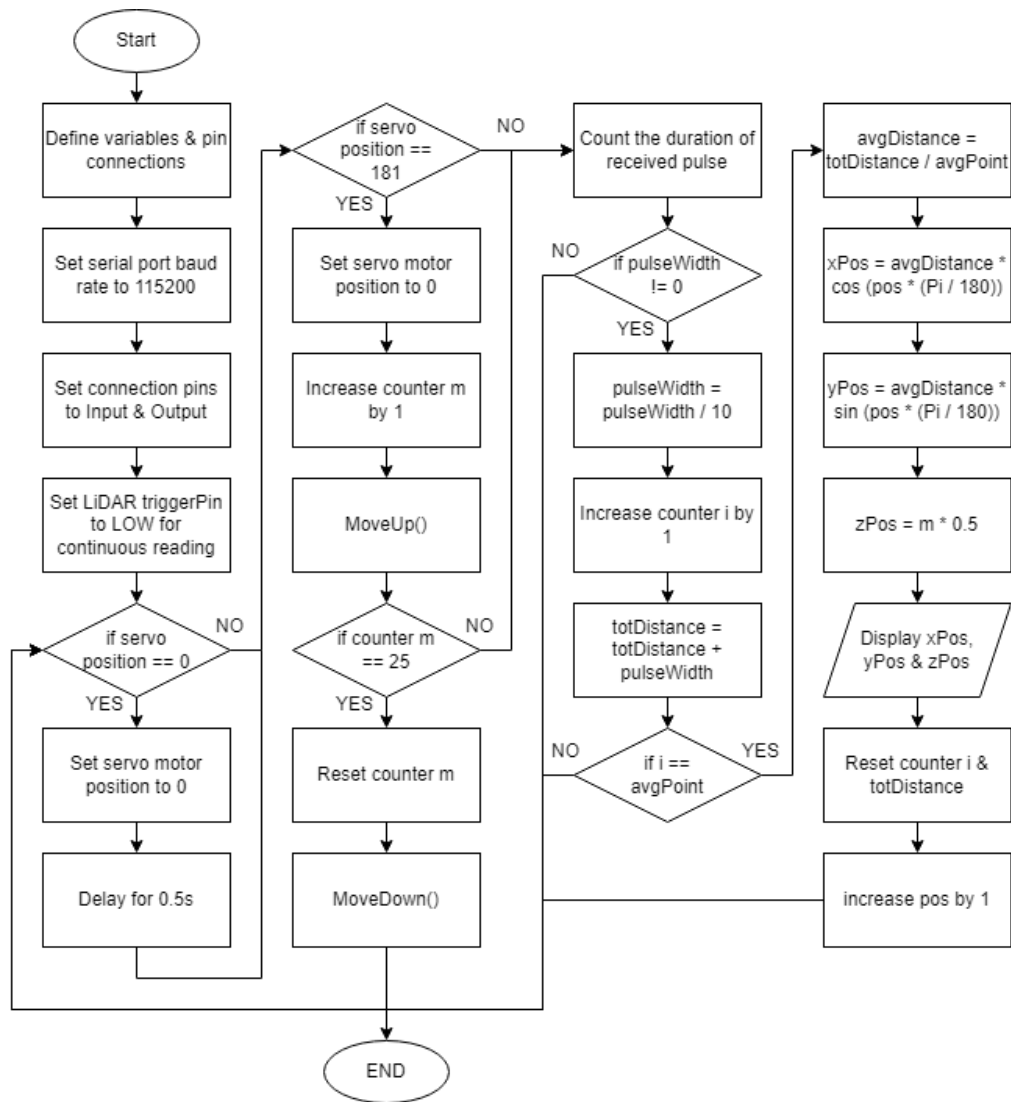 Start
Define variables & pin
connections
Set serial port baud
rate to 115200
Set connection pins
to Input & Output
Set LiDAR triggerPin
to LOW for
continuous reading
if servo
position == 0
NO
YES
Set servo motor
position to 0
Delay for 0.5s
if servo
position ==
181
NO
YES
Set servo motor
position to 0
Increase counter m
by 1
MoveUp()
if counter m
== 25
NO
YES
Reset counter m
MoveDown()
END
Count the duration of
received pulse
NO
if pulseWidth
!= 0
YES
pulseWidth =
pulseWidth / 10
Increase counter i by
1
totDistance =
totDistance +
pulseWidth
NO
if i ==
avgPoint
YES
avgDistance =
totDistance / avgPoint
xPos = avgDistance *
cos (pos * (Pi / 180))
yPos = avgDistance *
sin (pos * (Pi / 180))
zPos = m * 0.5
Display xPos,
yPos & zPos
Reset counter i &
totDistance
increase pos by 1